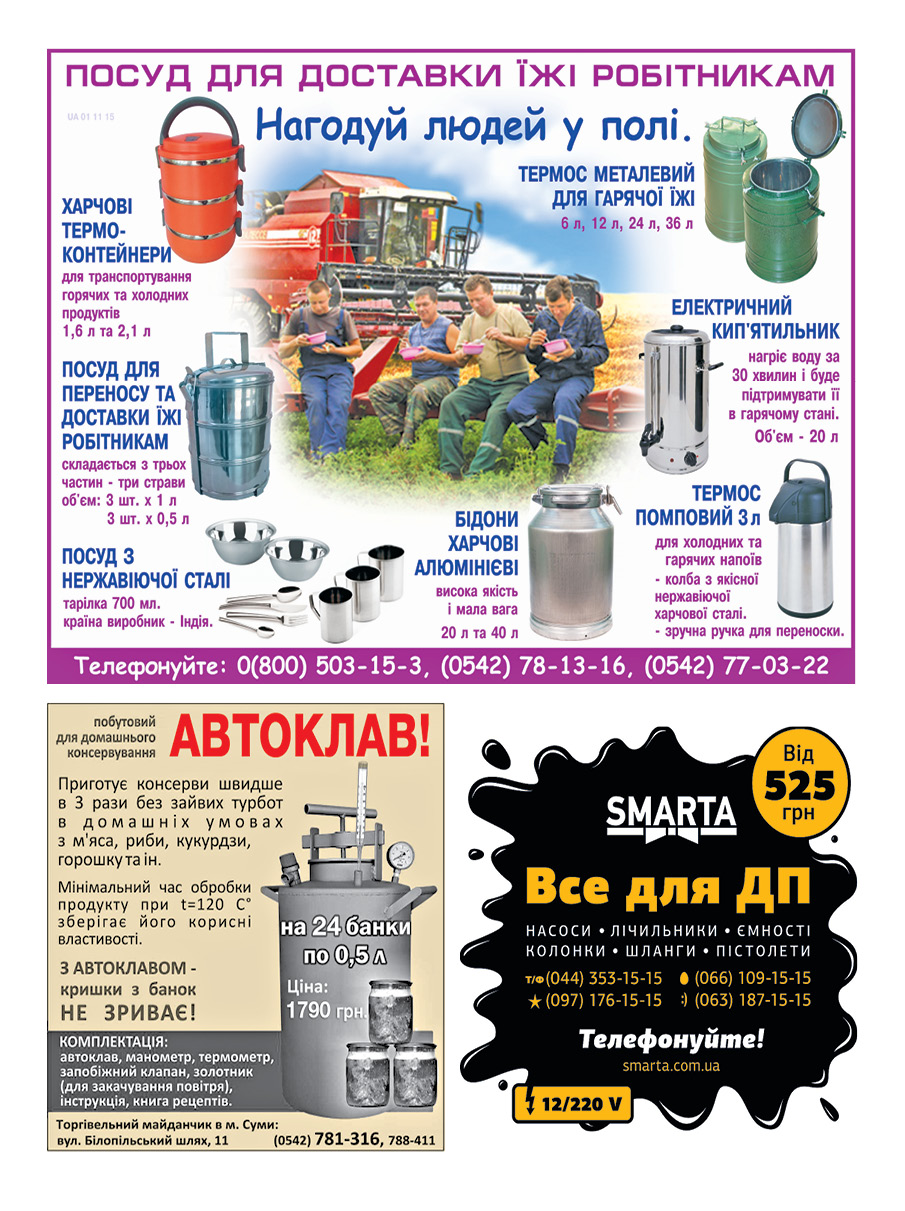 ПОСУД ДЛЯ ДОСТАВКИ ЇЖІ РОБІТНИКАМ
UA 01 11 15
Нагодуй людей у полі.
ХАРЧОВІ
ТЕРМО-
КОНТЕЙНЕРИ
для транспортування
горячих та холодних
продуктів
1,6 л та 2,1 л
ТЕРМОС МЕТАЛЕВИЙ
ДЛЯ ГАРЯЧОЇ ЇЖІ
6 л, 12 л, 24 л, 36 л
ЕЛЕКТРИЧНИЙ
КИП'ЯТИЛЬНИК
нагріє воду за
30 хвилин і буде
підтримувати її
в гарячому стані.
Об'єм - 20 л
ПОСУД ДЛЯ
ПЕРЕНОСУ ТА
ДОСТАВКИ ЇЖІ
РОБІТНИКАМ
складається з трьох
частин - три страви
об'єм: 3 шт. х 1 л
3 шт. х 0,5 л
ПОСУД З
НЕРЖАВІЮЧОЇ СТАЛІ
тарілка 700 мл.
країна виробник - Індія.
БІДОНИ
ХАРЧОВІ
АЛЮМІНІЄВІ
висока якість
і мала вага
20 л та 40 л
ТЕРМОС
ПОМПОВИЙ 3 л
для холодних та
гарячих напоїв
- колба з якісної
нержавіючої
харчової сталі.
- зручна ручка для переноски.
Телефонуйте: 0(800) 503-15-3, (0542) 78-13-16, (0542) 77-03-22
побутовий
для домашнього
консервування
АВТОКЛАВ!
Приготує консерви швидше
в 3 рази без зайвих турбот
в домашніх умовах
з м'яса, риби, кукурдзи,
горошку та ін.
Мінімальний час обробки
продукту при t=120 C°
зберігає його корисні
властивості.
З АВТОКЛАВОМ -
кришки з банок
НЕ ЗРИВАЄ!
на 24 банки
по 0,5 л
Ціна:
1790 грн.
КОМПЛЕКТАЦІЯ:
автоклав, манометр, термометр,
запобіжний клапан, золотник
(для закачування повітря),
інструкція, книга рецептів.
Торгівельний майданчик в м. Суми:
вул. Білопільський шлях, 11 (0542) 781-316, 788-411
Від
525
грн
SMARTA
Все для ДП
НАСОСИ • ЛІЧИЛЬНИКИ • ЄМНОСТІ
КОЛОНКИ • ШЛАНГИ • ПІСТОЛЕТИ
т/ф (044) 353-15-15 (066) 109-15-15
(097) 176-15-15 :) (063) 187-15-15
Телефонуйте!
smarta.com.ua
12/220 V